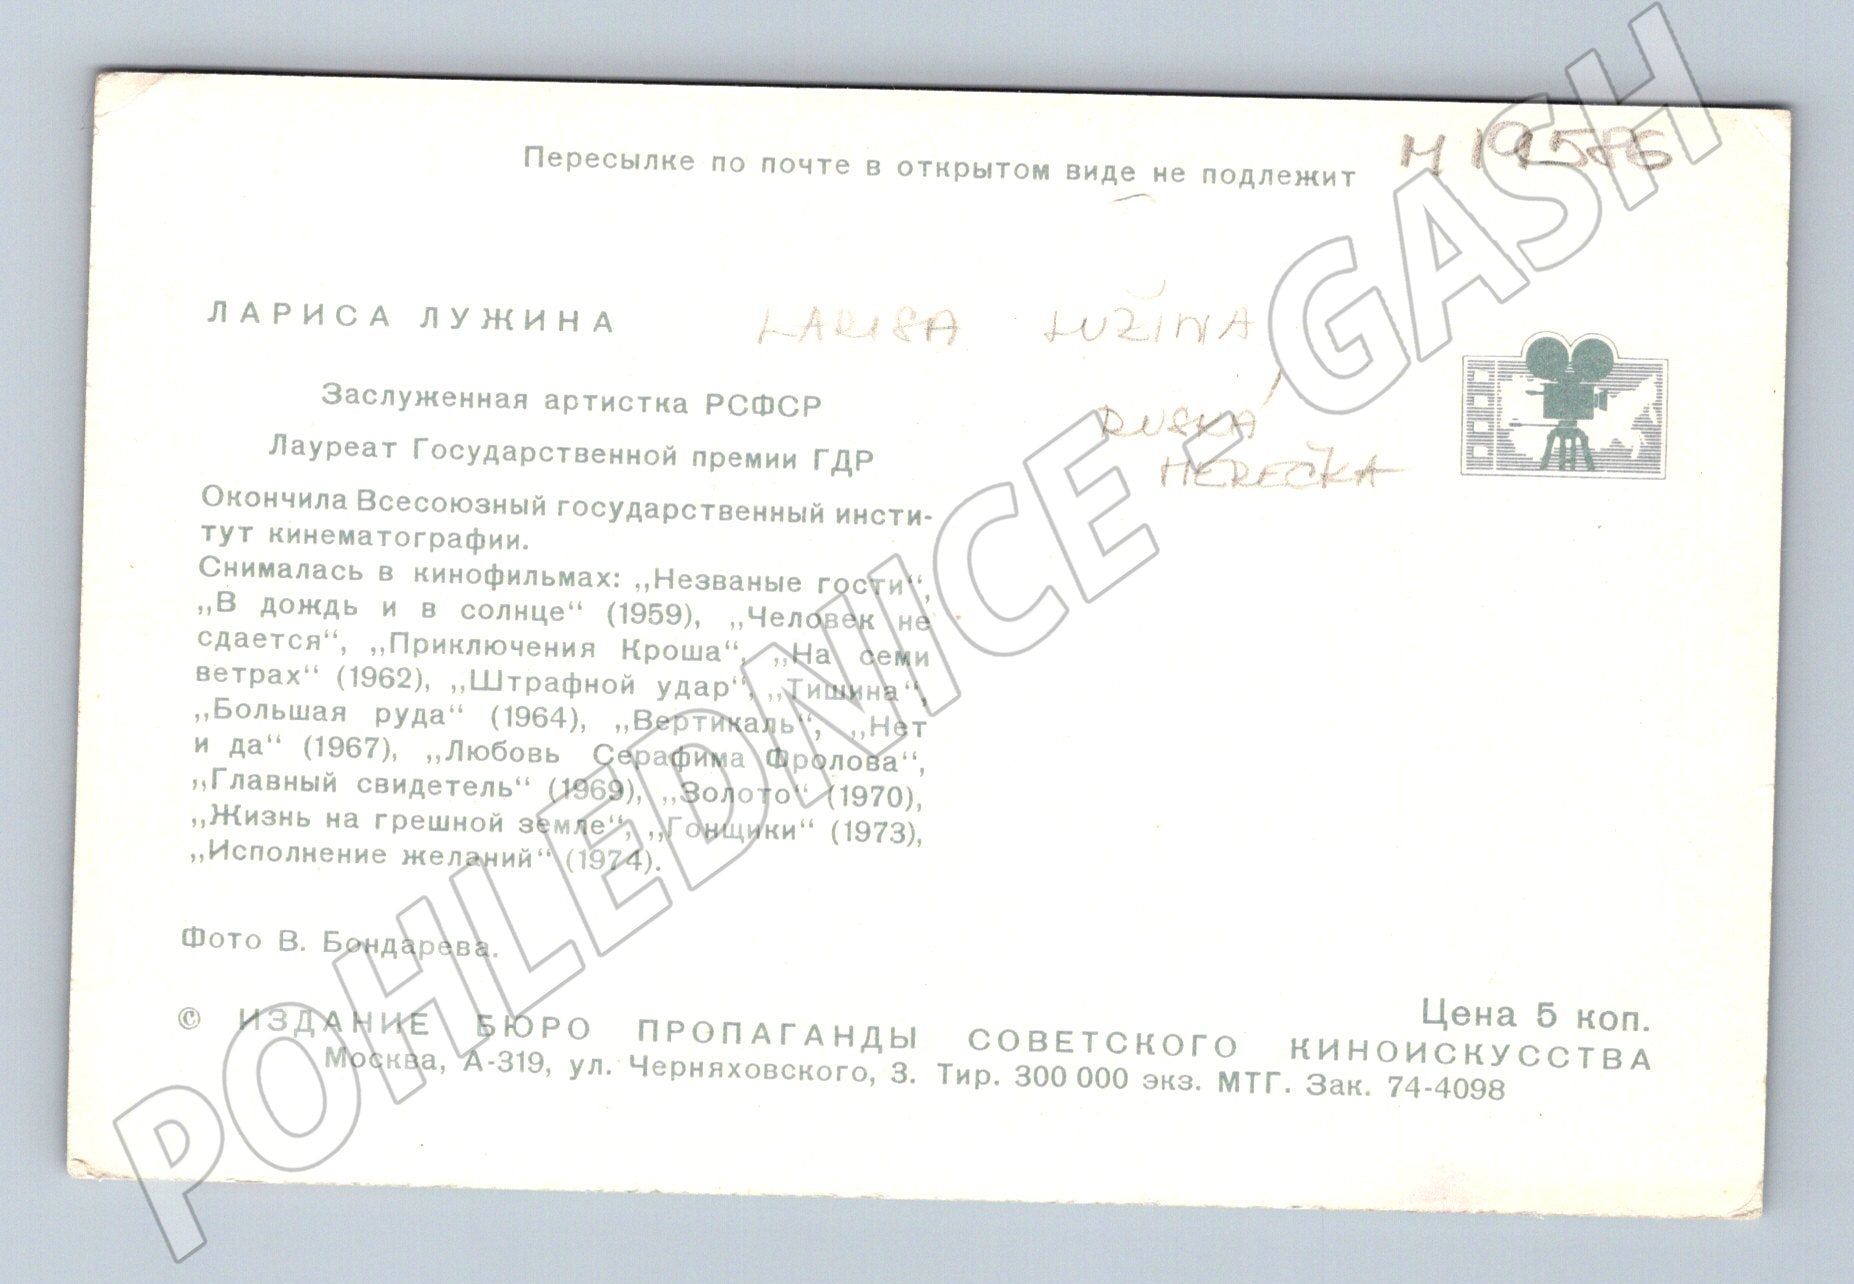 Пересылке по почте в открытом виде не подлежит
ЛАРИСА ЛУЖИНА
LARISA LUŽINA
RUSKÁ
HEREČKA
Заслуженная артистка РСФСР
Лауреат Государственной премии ГДР
Окончила Всесоюзный государственный инсти-
тут кинематографии.
Снималась в кинофильмах: „Незваные гости“,
„В дождь и в солнце“ (1959), „Человек не
сдается“, „Приключения Кроша“, „На семи
ветрах“ (1962), „Штрафной удар“, „Тишина“,
„Большая руда“ (1964), „Вертикаль“, „Нет
и да“ (1967), „Любовь Серафима Фролова“,
„Главный свидетель“ (1969), „Золото“ (1970),
„Жизнь на грешной земле“, „Гонщики“ (1973),
„Исполнение желаний“ (1974).
Фото В. Бондарева.
Цена 5 коп.
© ИЗДАНИЕ БЮРО ПРОПАГАНДЫ СОВЕТСКОГО КИНОИСКУССТВА
Москва, А-319, ул. Черняховского, 3. Тир. 300 000 экз. МТГ. Зак. 74-4098
POHLEDNICE - GASH